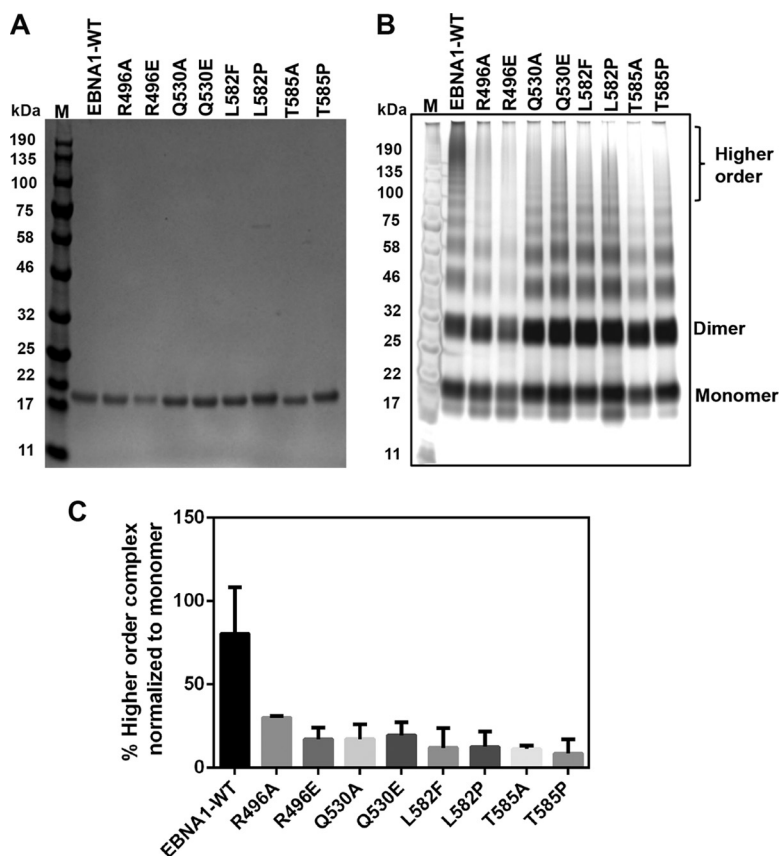 A
kDa
M
EBNA1-WT
R496A
R496E
Q530A
Q530E
L582F
L582P
T585A
T585P
190
135
100
75
58
46
32
25
22
17
11
B
kDa
M
EBNA1-WT
R496A
R496E
Q530A
Q530E
L582F
L582P
T585A
T585P
190
135
100
75
58
46
32
25
22
17
11
Higher
order
Dimer
Monomer
C
% Higher order complex
normalized to monomer
150
100
50
0
EBNA1-WT
R496A
R496E
Q530A
Q530E
L582F
L582P
T585A
T585P